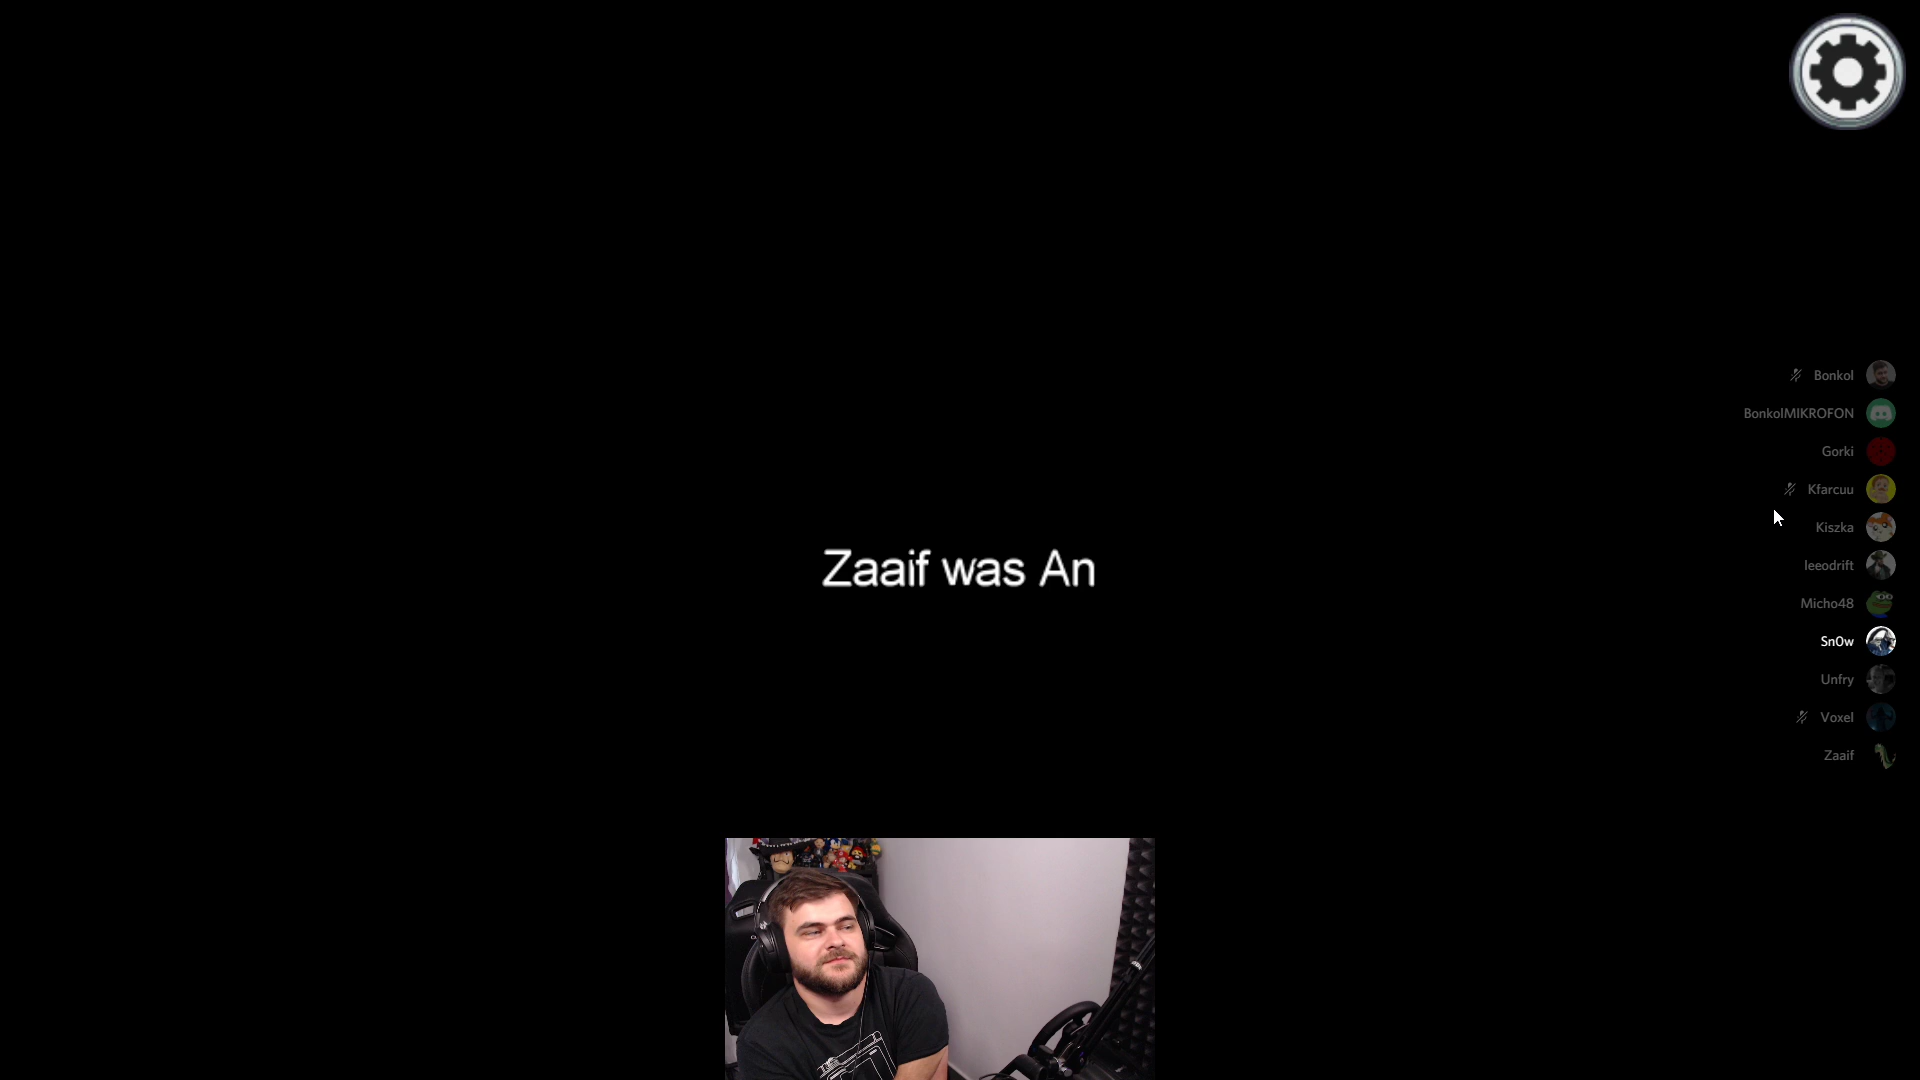 Bonkol
BonkolMIKROFON
Gorki
Kfarcuu
Kiszka
leeodrift
Micho48
Zaaif was An
Sn0w
Unfry
Voxel
Zaaif